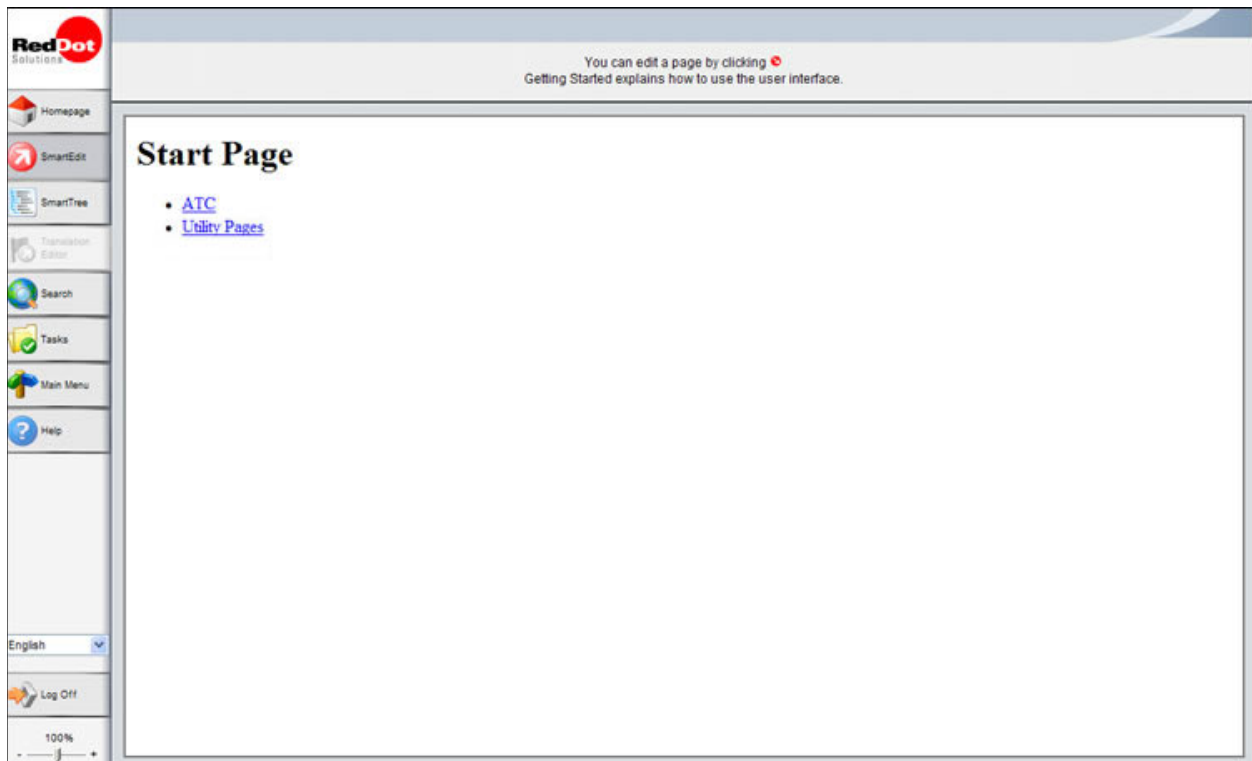 RedDot
Solutions
You can edit a page by clicking
Getting Started explains how to use the user interface.
Homepage
SmartEdit
SmartTree
Translation
Editor
Search
Tasks
Main Menu
Help
English
Log Off
100%
- +
Start Page
• ATC
• Utility Pages